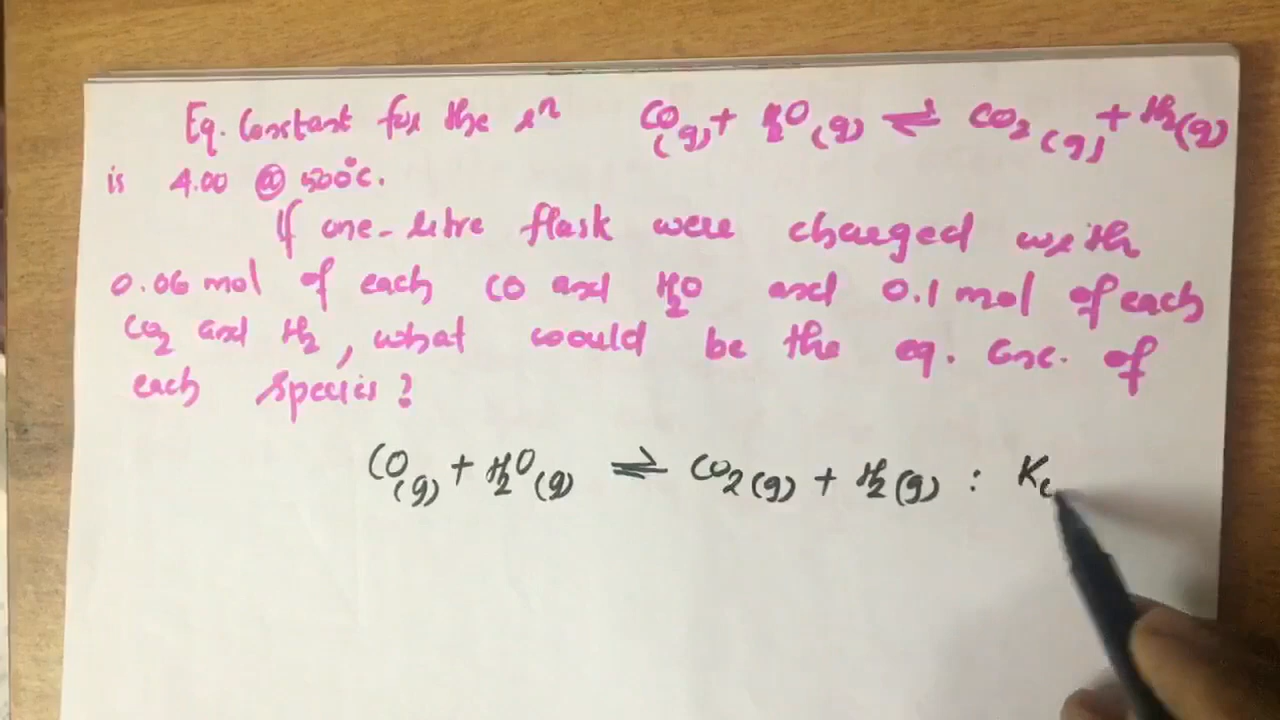 Eq. Constant for the rⁿ CO(g) + H₂O(g) ⇌ CO₂(g) + H₂(g)
is 4.00 @ 500°C.
If one-litre flask were charged with
0.06 mol of each CO and H₂O and 0.1 mol of each
CO₂ and H₂, what would be the eq. Conc. of
each species?
CO(g) + H₂O(g) ⇌ CO₂(g) + H₂(g) : Kc